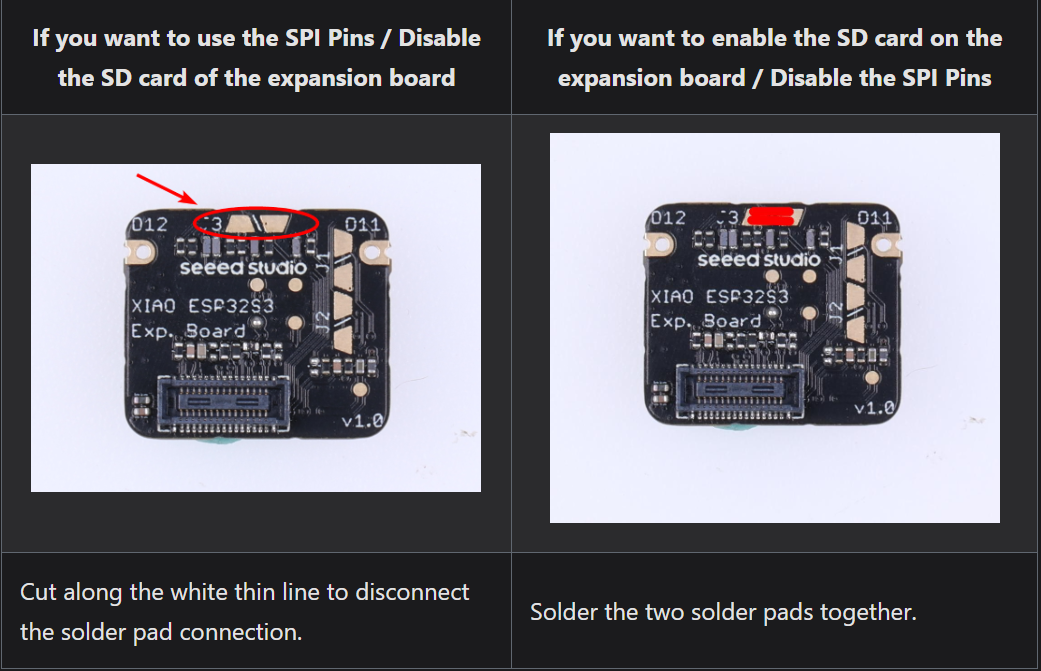 If you want to use the SPI Pins / Disable
the SD card of the expansion board
If you want to enable the SD card on the
expansion board / Disable the SPI Pins
D12
J3
D11
seeed studio
J1
XIAO ESP32S3
J2
Exp. Board
v1.0
D12
J3
D11
seeed studio
J1
XIAO ESP32S3
J2
Exp. Board
v1.0
Cut along the white thin line to disconnect
the solder pad connection.
Solder the two solder pads together.